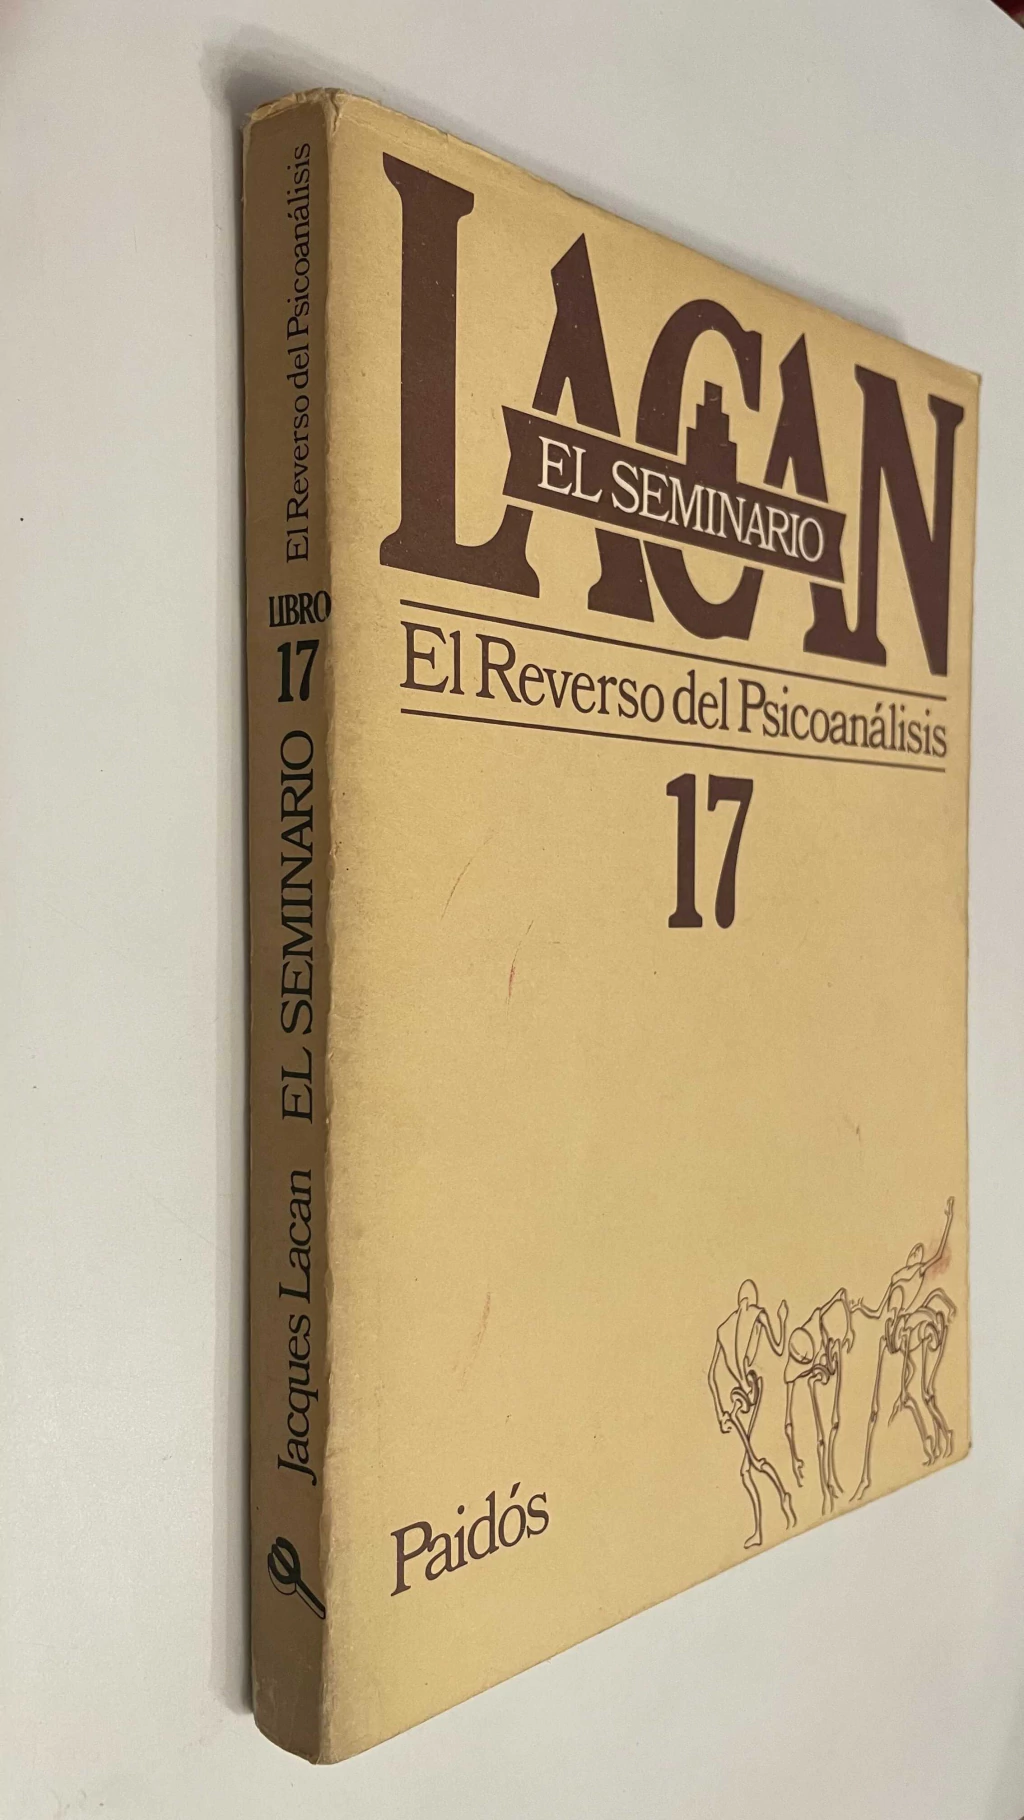 LACAN
EL SEMINARIO
El Reverso del Psicoanálisis
17
Paidós
Jacques Lacan EL SEMINARIO LIBRO 17 El Reverso del Psicoanálisis